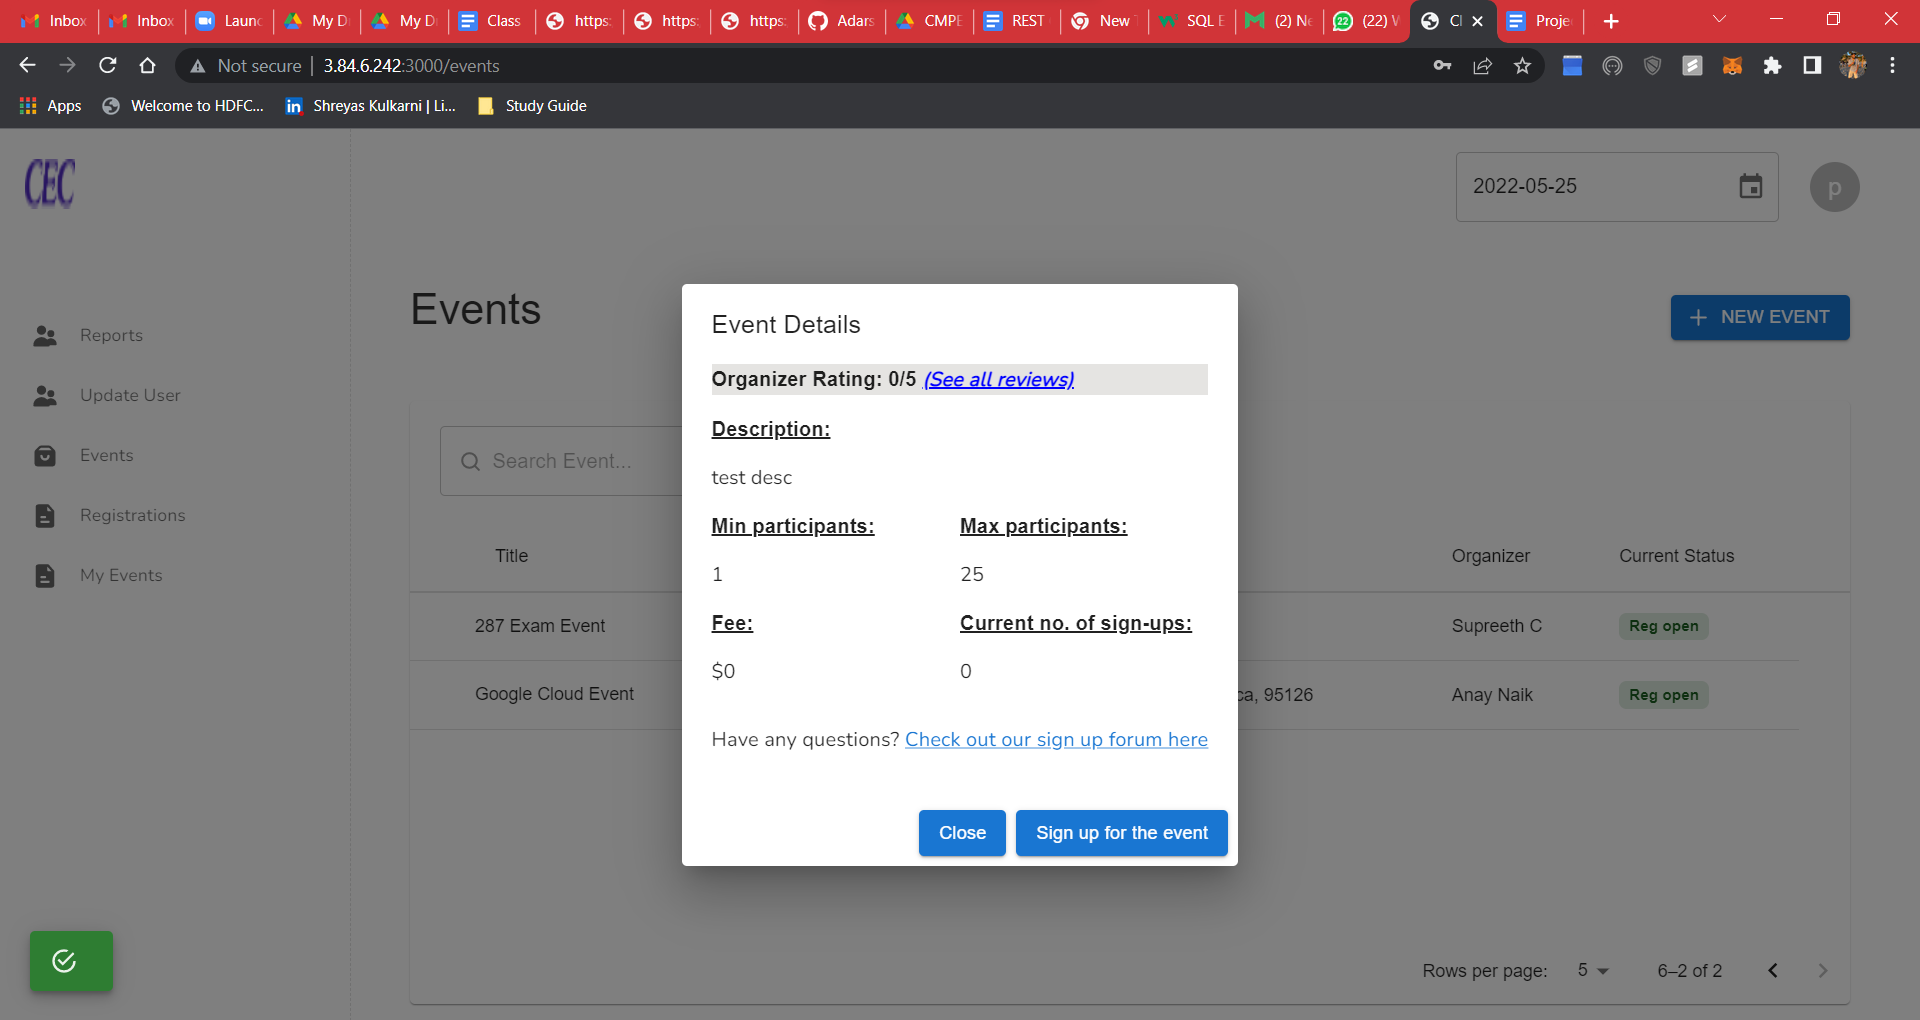 Inbox Inbox Launc My D My D Class https: https: https: Adars CMPE REST New T SQL E (2) Ne 22 (22) W Cl Proje
Not secure 3.84.6.242:3000/events
Apps Welcome to HDFC... in Shreyas Kulkarni | Li... Study Guide
CEC
2022-05-25
p
Events
NEW EVENT
Reports
Update User
Events
Registrations
My Events
Search Event...
Title Organizer Current Status
287 Exam Event Supreeth C Reg open
Google Cloud Event ca, 95126 Anay Naik Reg open
Event Details
Organizer Rating: 0/5 (See all reviews)
Description:
test desc
Min participants: Max participants:
1 25
Fee: Current no. of sign-ups:
$0 0
Have any questions? Check out our sign up forum here
Close Sign up for the event
Rows per page: 5 6–2 of 2